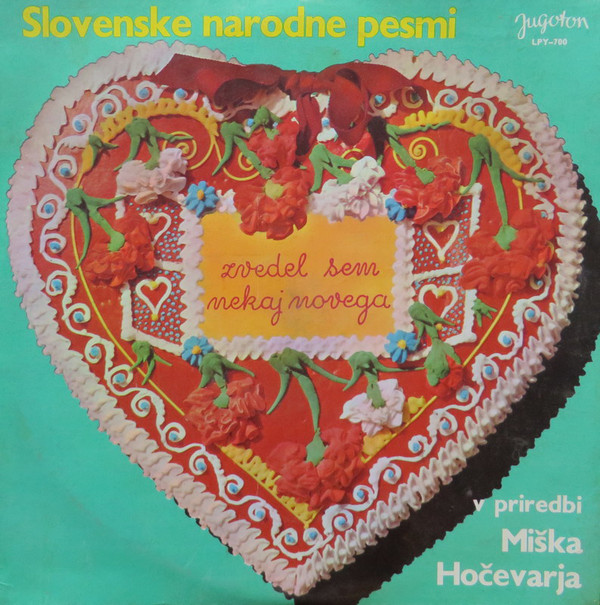 Slovenske narodne pesmi
Jugoton
LPY-700
zvedel sem
nekaj novega
v priredbi
Miška
Hočevarja